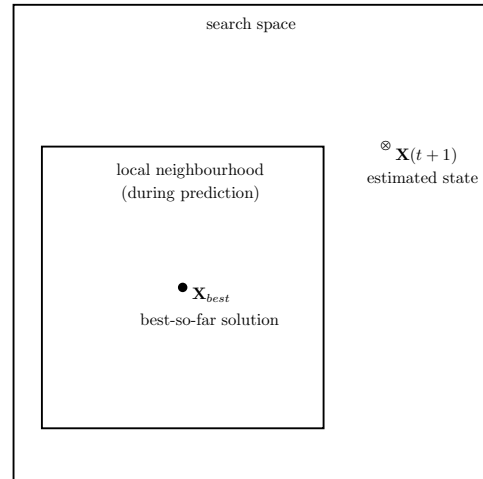 search space
⊗ X(t + 1)
estimated state
local neighbourhood
(during prediction)
X_best
best-so-far solution